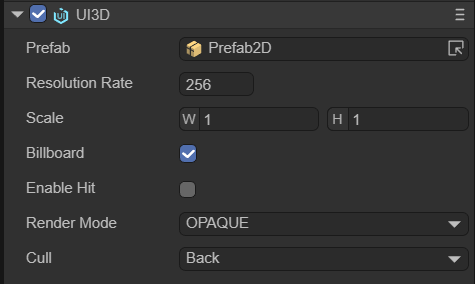 UI3D
Prefab Prefab2D
Resolution Rate 256
Scale W 1 H 1
Billboard
Enable Hit
Render Mode OPAQUE
Cull Back